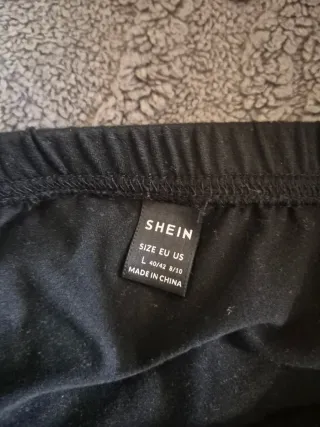 SHEIN
SIZE EU US
L 40/42 8/10
MADE IN CHINA